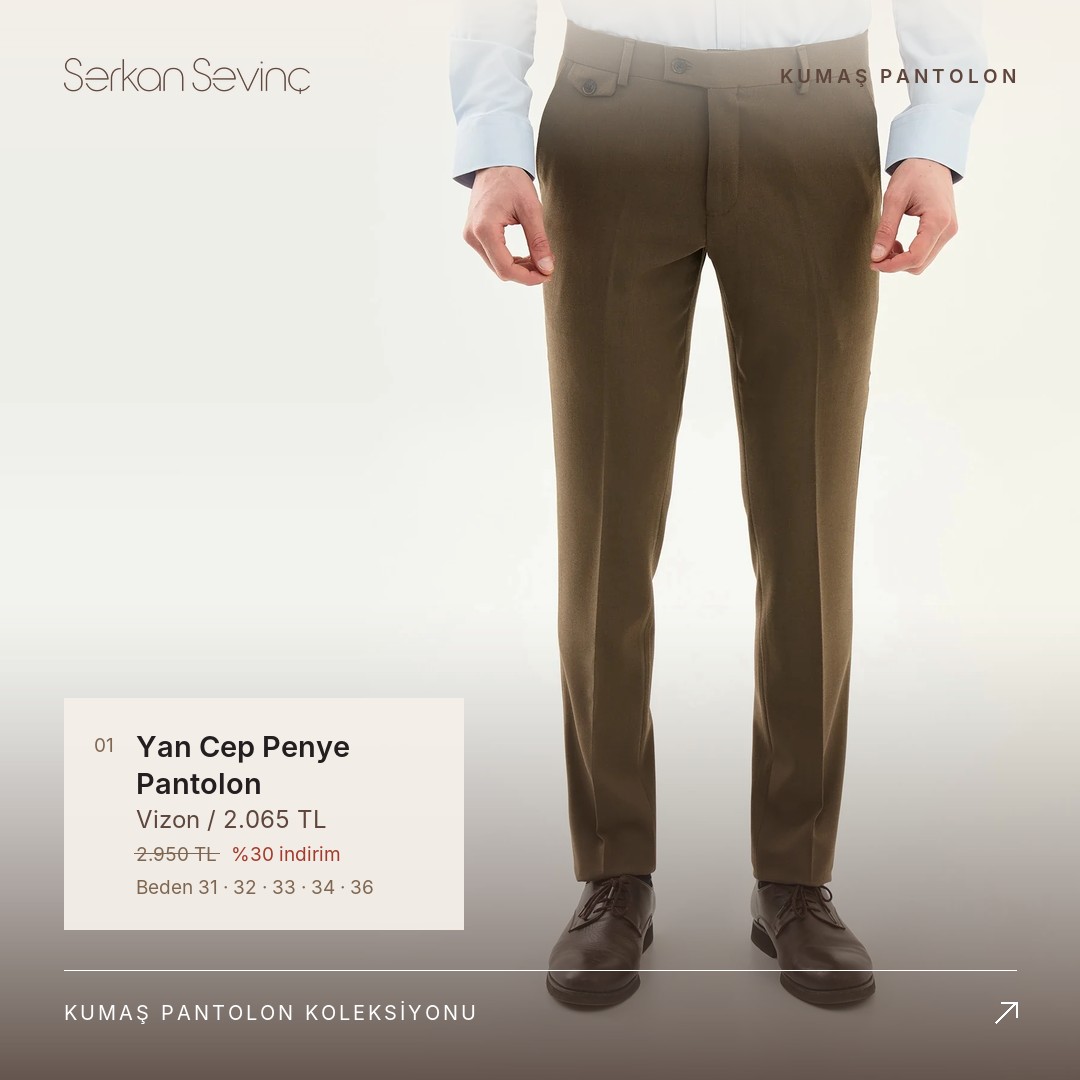 Serkan Sevinç
KUMAŞ PANTOLON
01
Yan Cep Penye
Pantolon
Vizon / 2.065 TL
2.950 TL %30 indirim
Beden 31 · 32 · 33 · 34 · 36
KUMAŞ PANTOLON KOLEKSİYONU